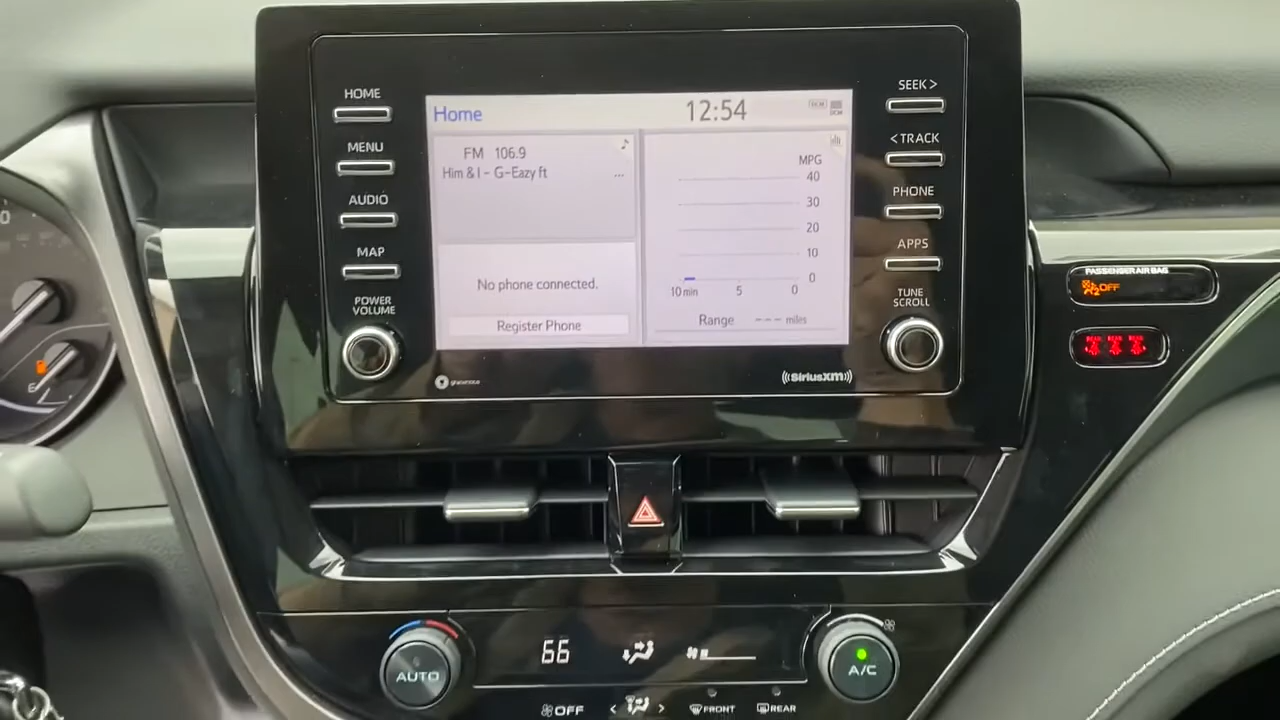 HOME
MENU
AUDIO
MAP
POWER
VOLUME
Home
12:54
FM 106.9
Him & I - G-Eazy ft
...
No phone connected.
Register Phone
MPG
40
30
20
10
0
10 min 5 0
Range --- miles
SiriusXM
SEEK >
< TRACK
PHONE
APPS
TUNE
SCROLL
PASSENGER AIR BAG
2 OFF
E
AUTO
66
A/C
OFF
< >
FRONT
REAR